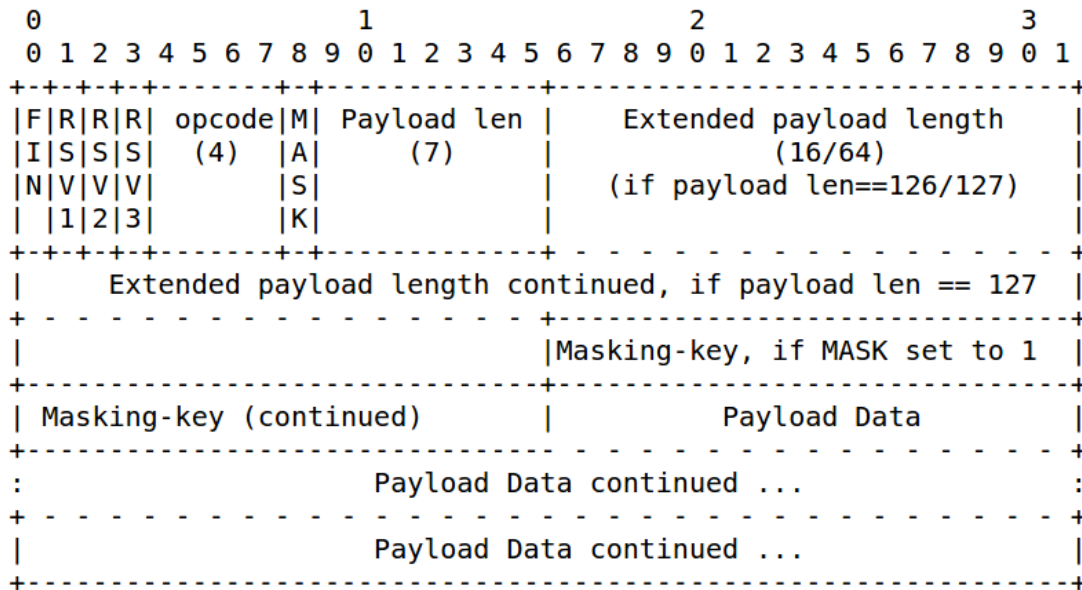 0                   1                   2                   3
 0 1 2 3 4 5 6 7 8 9 0 1 2 3 4 5 6 7 8 9 0 1 2 3 4 5 6 7 8 9 0 1
+-+-+-+-+-------+-+-------------+-------------------------------+
|F|R|R|R| opcode|M| Payload len |    Extended payload length    |
|I|S|S|S|  (4)  |A|     (7)     |             (16/64)           |
|N|V|V|V|       |S|             |   (if payload len==126/127)   |
| |1|2|3|       |K|             |                               |
+-+-+-+-+-------+-+-------------+ - - - - - - - - - - - - - - - +
|     Extended payload length continued, if payload len == 127  |
+ - - - - - - - - - - - - - - - +-------------------------------+
|                               |Masking-key, if MASK set to 1  |
+-------------------------------+-------------------------------+
| Masking-key (continued)       |          Payload Data         |
+-------------------------------- - - - - - - - - - - - - - - - +
:                     Payload Data continued ...                :
+ - - - - - - - - - - - - - - - - - - - - - - - - - - - - - - - +
|                     Payload Data continued ...                |
+---------------------------------------------------------------+